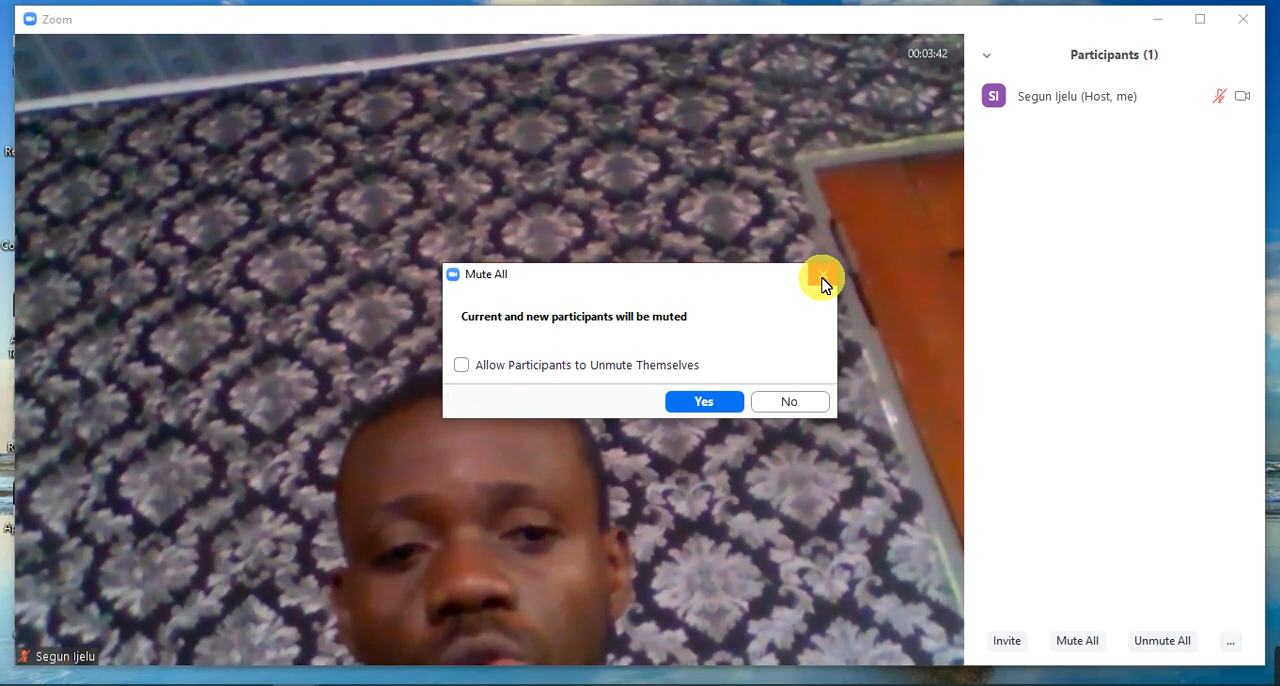 Zoom
00:03:42
Participants (1)
SI
Segun Ijelu (Host, me)
Mute All
Current and new participants will be muted
Allow Participants to Unmute Themselves
Yes
No
Segun Ijelu
Invite
Mute All
Unmute All
...